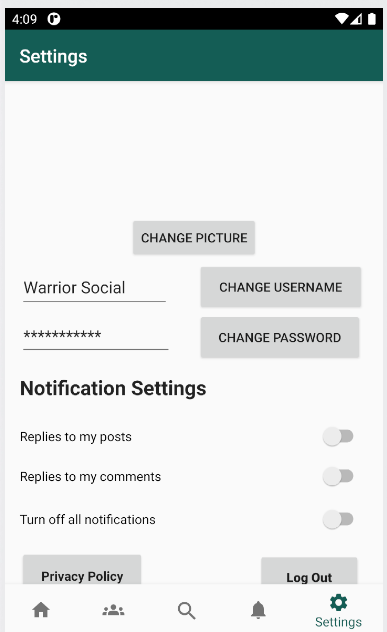 4:09
Settings
CHANGE PICTURE
Warrior Social
CHANGE USERNAME
***********
CHANGE PASSWORD
Notification Settings
Replies to my posts
Replies to my comments
Turn off all notifications
Privacy Policy
Log Out
Settings